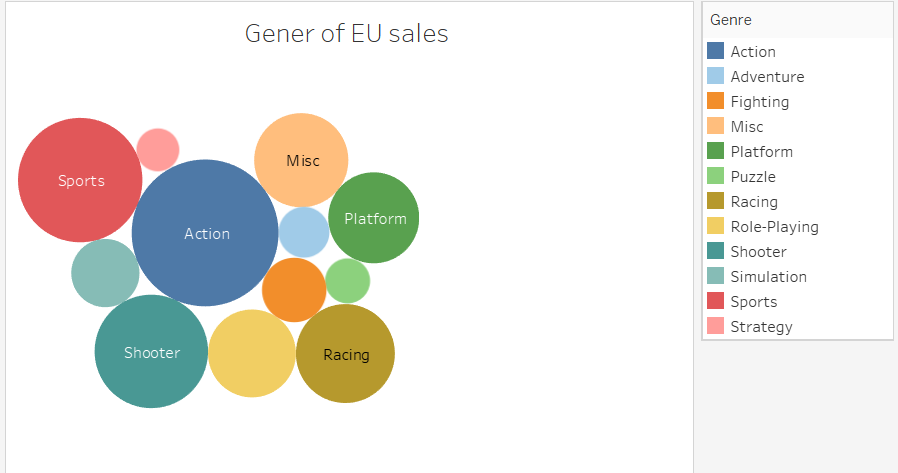 Gener of EU sales
Sports
Misc
Platform
Action
Shooter
Racing
Genre
Action
Adventure
Fighting
Misc
Platform
Puzzle
Racing
Role-Playing
Shooter
Simulation
Sports
Strategy